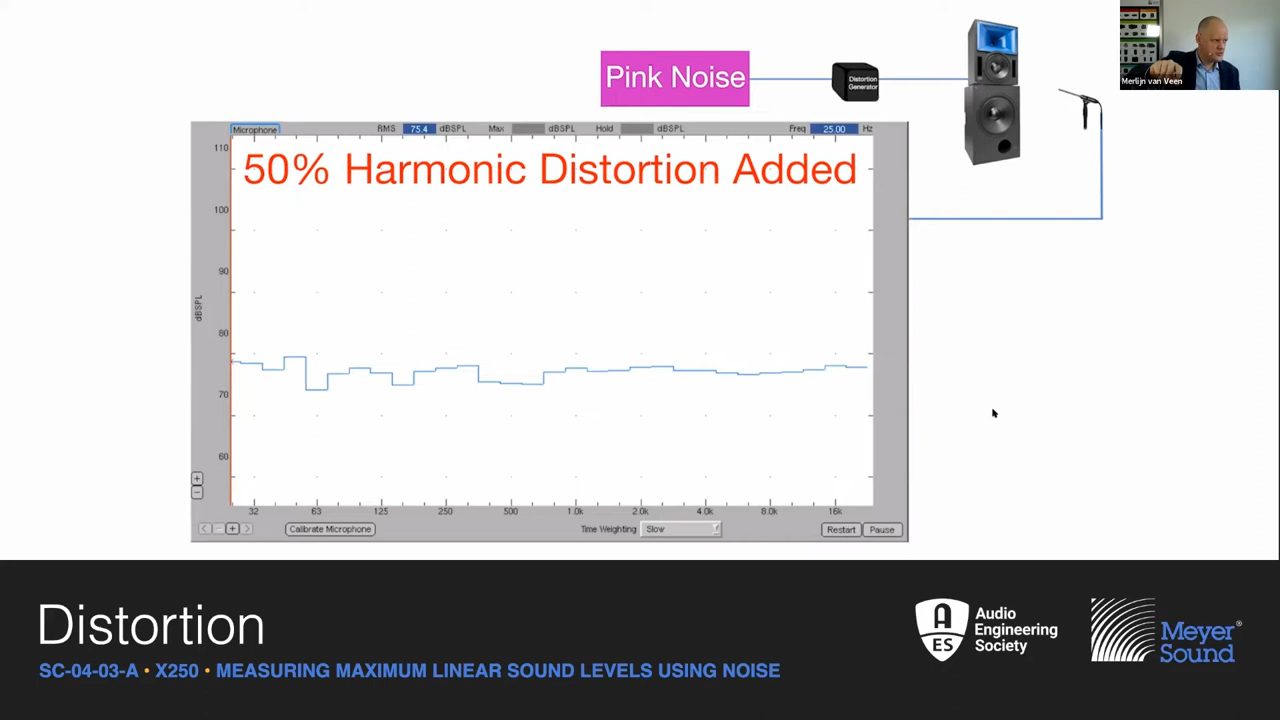 Pink Noise
Distortion
Generator
Merlijn van Veen
Microphone
RMS 75.4 dBSPL Max dBSPL Hold dBSPL Freq 25.00 Hz
50% Harmonic Distortion Added
110
100
90
80
70
60
dBSPL
+
−
32 63 125 250 500 1.0k 2.0k 4.0k 8.0k 16k
< − + > Calibrate Microphone Time Weighting Slow Restart Pause
Distortion
SC-04-03-A • X250 • MEASURING MAXIMUM LINEAR SOUND LEVELS USING NOISE
A
ES
Audio
Engineering
Society
Meyer
Sound®